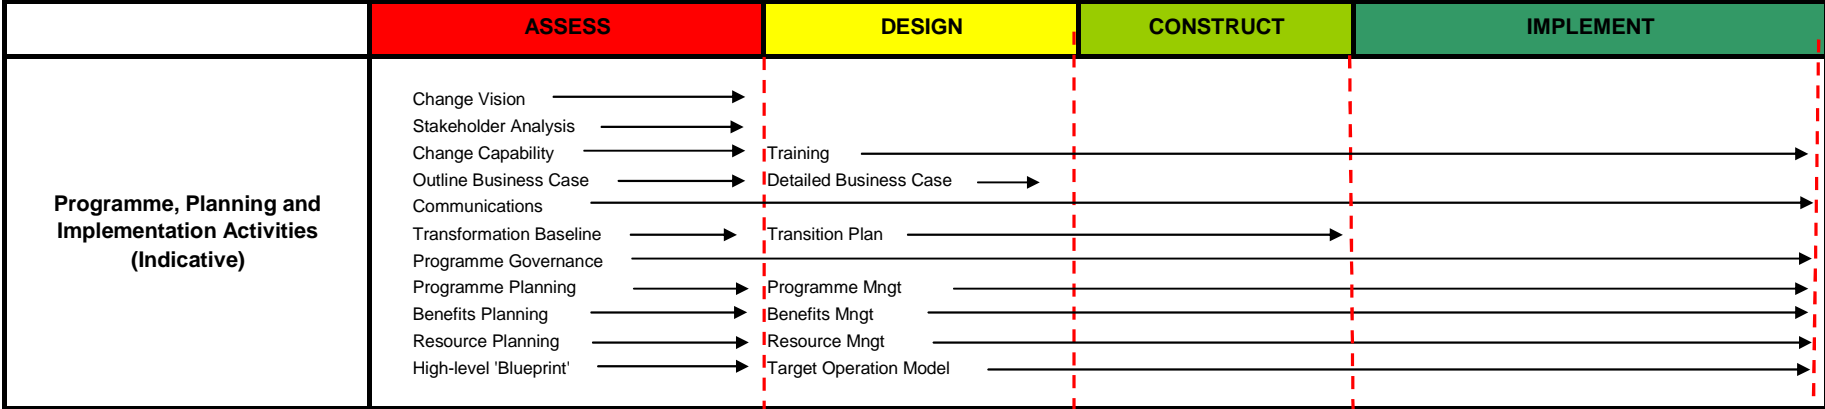 ASSESS DESIGN CONSTRUCT IMPLEMENT
Programme, Planning and
Implementation Activities
(Indicative)
Change Vision
Stakeholder Analysis
Change Capability Training
Outline Business Case Detailed Business Case
Communications
Transformation Baseline Transition Plan
Programme Governance
Programme Planning Programme Mngt
Benefits Planning Benefits Mngt
Resource Planning Resource Mngt
High-level 'Blueprint' Target Operation Model